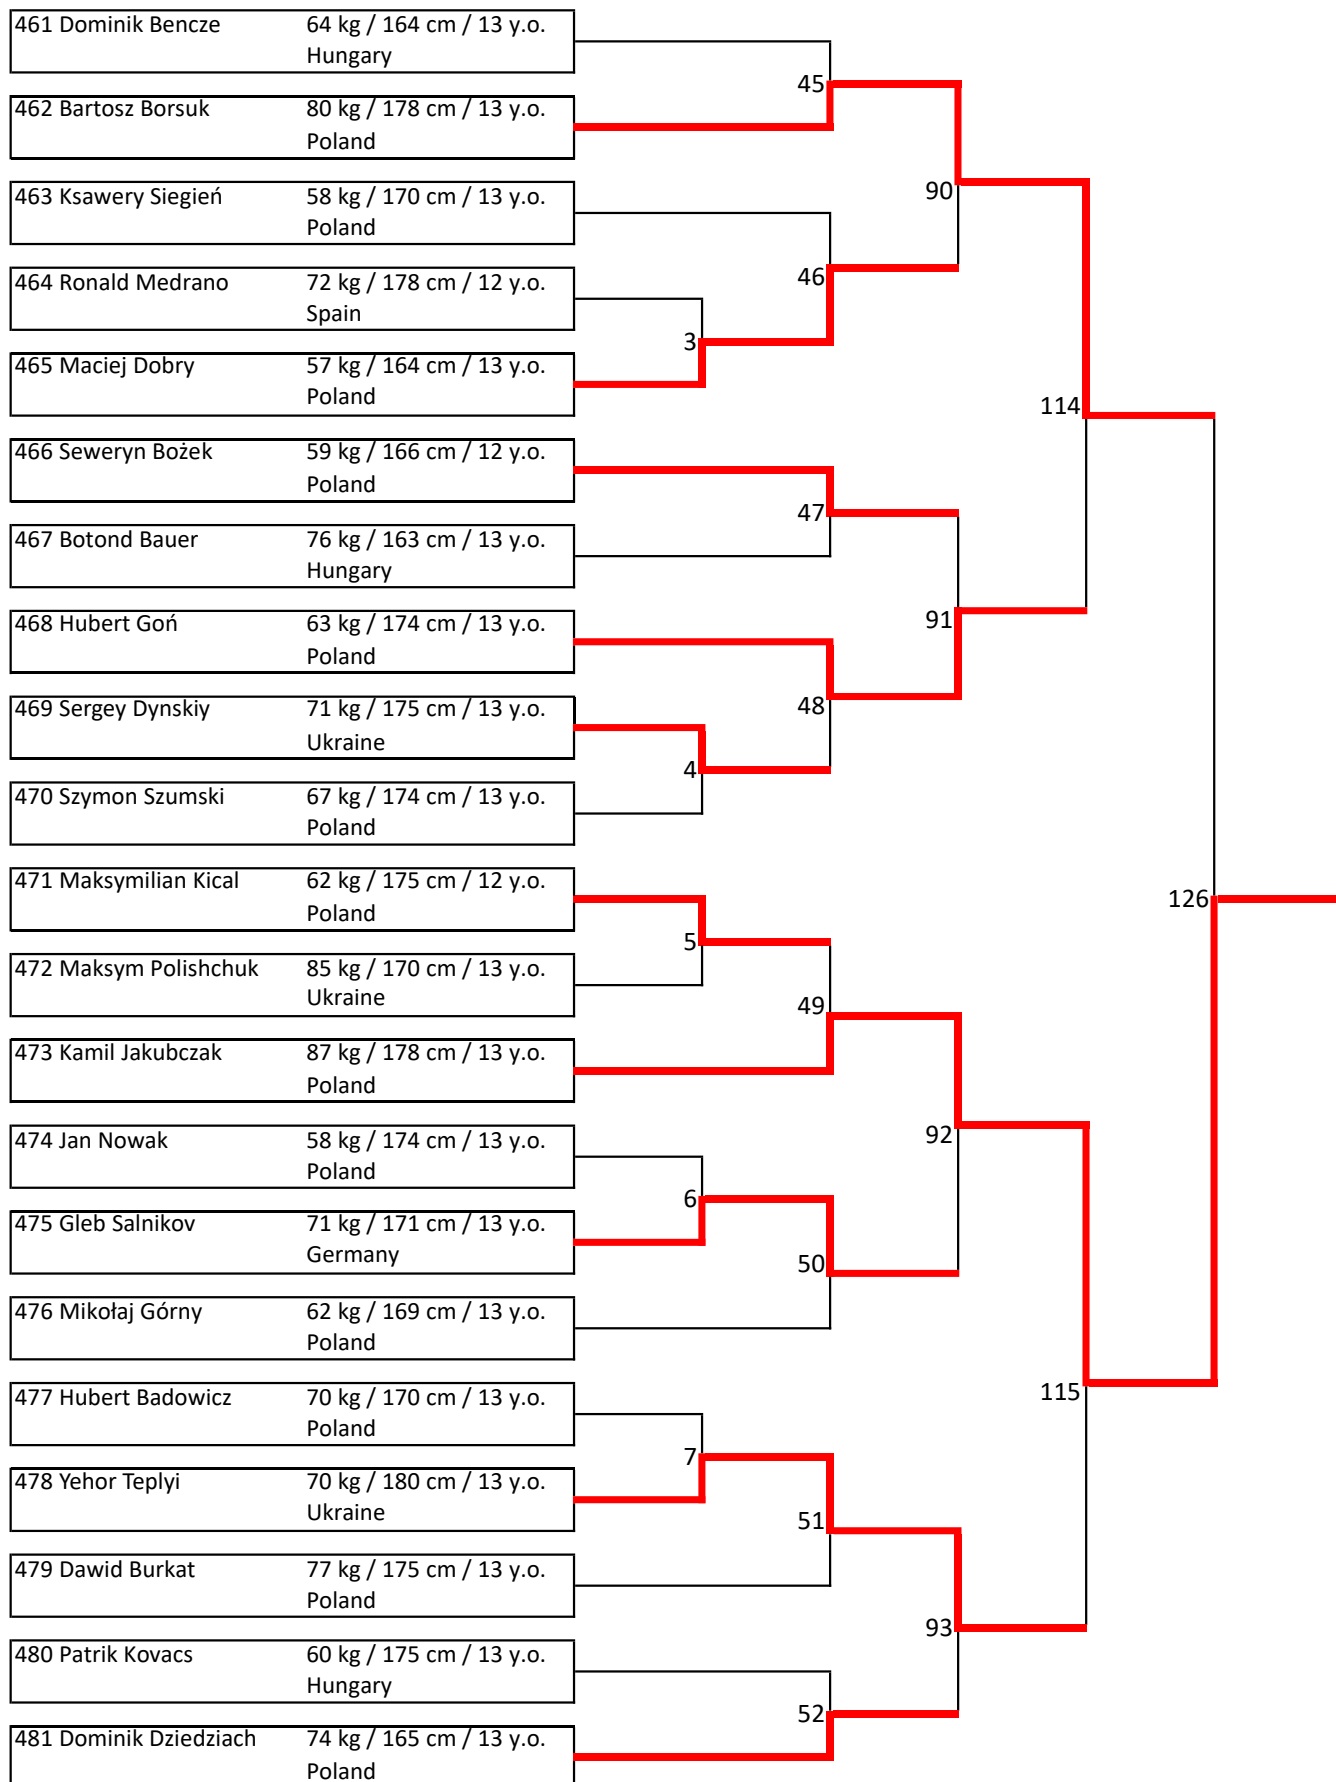 461 Dominik Bencze 64 kg / 164 cm / 13 y.o.
Hungary
45
462 Bartosz Borsuk 80 kg / 178 cm / 13 y.o.
Poland
463 Ksawery Siegień 58 kg / 170 cm / 13 y.o.
90
Poland
464 Ronald Medrano 72 kg / 178 cm / 12 y.o.
46
Spain
3
465 Maciej Dobry 57 kg / 164 cm / 13 y.o.
Poland
114
466 Seweryn Bożek 59 kg / 166 cm / 12 y.o.
Poland
47
467 Botond Bauer 76 kg / 163 cm / 13 y.o.
Hungary
468 Hubert Goń 63 kg / 174 cm / 13 y.o.
91
Poland
469 Sergey Dynskiy 71 kg / 175 cm / 13 y.o.
48
Ukraine
4
470 Szymon Szumski 67 kg / 174 cm / 13 y.o.
Poland
471 Maksymilian Kical 62 kg / 175 cm / 12 y.o.
126
Poland
5
472 Maksym Polishchuk 85 kg / 170 cm / 13 y.o.
Ukraine
49
473 Kamil Jakubczak 87 kg / 178 cm / 13 y.o.
Poland
474 Jan Nowak 58 kg / 174 cm / 13 y.o.
92
Poland
6
475 Gleb Salnikov 71 kg / 171 cm / 13 y.o.
Germany
50
476 Mikołaj Górny 62 kg / 169 cm / 13 y.o.
Poland
477 Hubert Badowicz 70 kg / 170 cm / 13 y.o.
115
Poland
7
478 Yehor Teplyi 70 kg / 180 cm / 13 y.o.
Ukraine
51
479 Dawid Burkat 77 kg / 175 cm / 13 y.o.
Poland
93
480 Patrik Kovacs 60 kg / 175 cm / 13 y.o.
Hungary
52
481 Dominik Dziedziach 74 kg / 165 cm / 13 y.o.
Poland